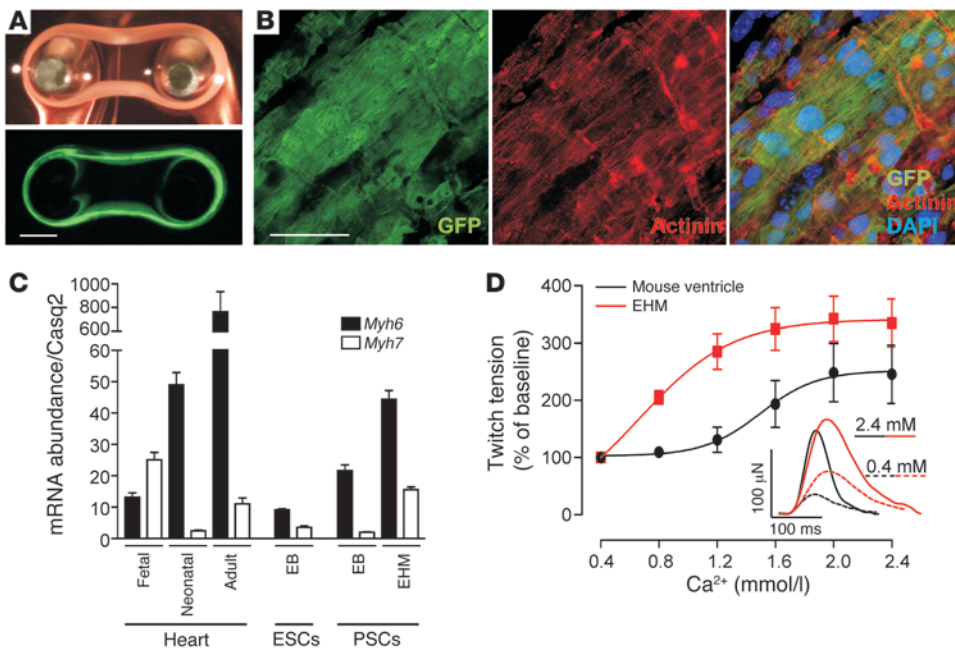 A
B
GFP
Actinin
GFP
Actinin
DAPI
C
mRNA abundance/Casq2
1000
800
600
60
50
40
30
20
10
0
Myh6
Myh7
Fetal
Neonatal
Adult
EB
EB
EHM
Heart
ESCs
PSCs
D
Twitch tension
(% of baseline)
400
300
200
100
0
Mouse ventricle
EHM
2.4 mM
0.4 mM
100 µN
100 ms
0.4
0.8
1.2
1.6
2.0
2.4
Ca²⁺ (mmol/l)